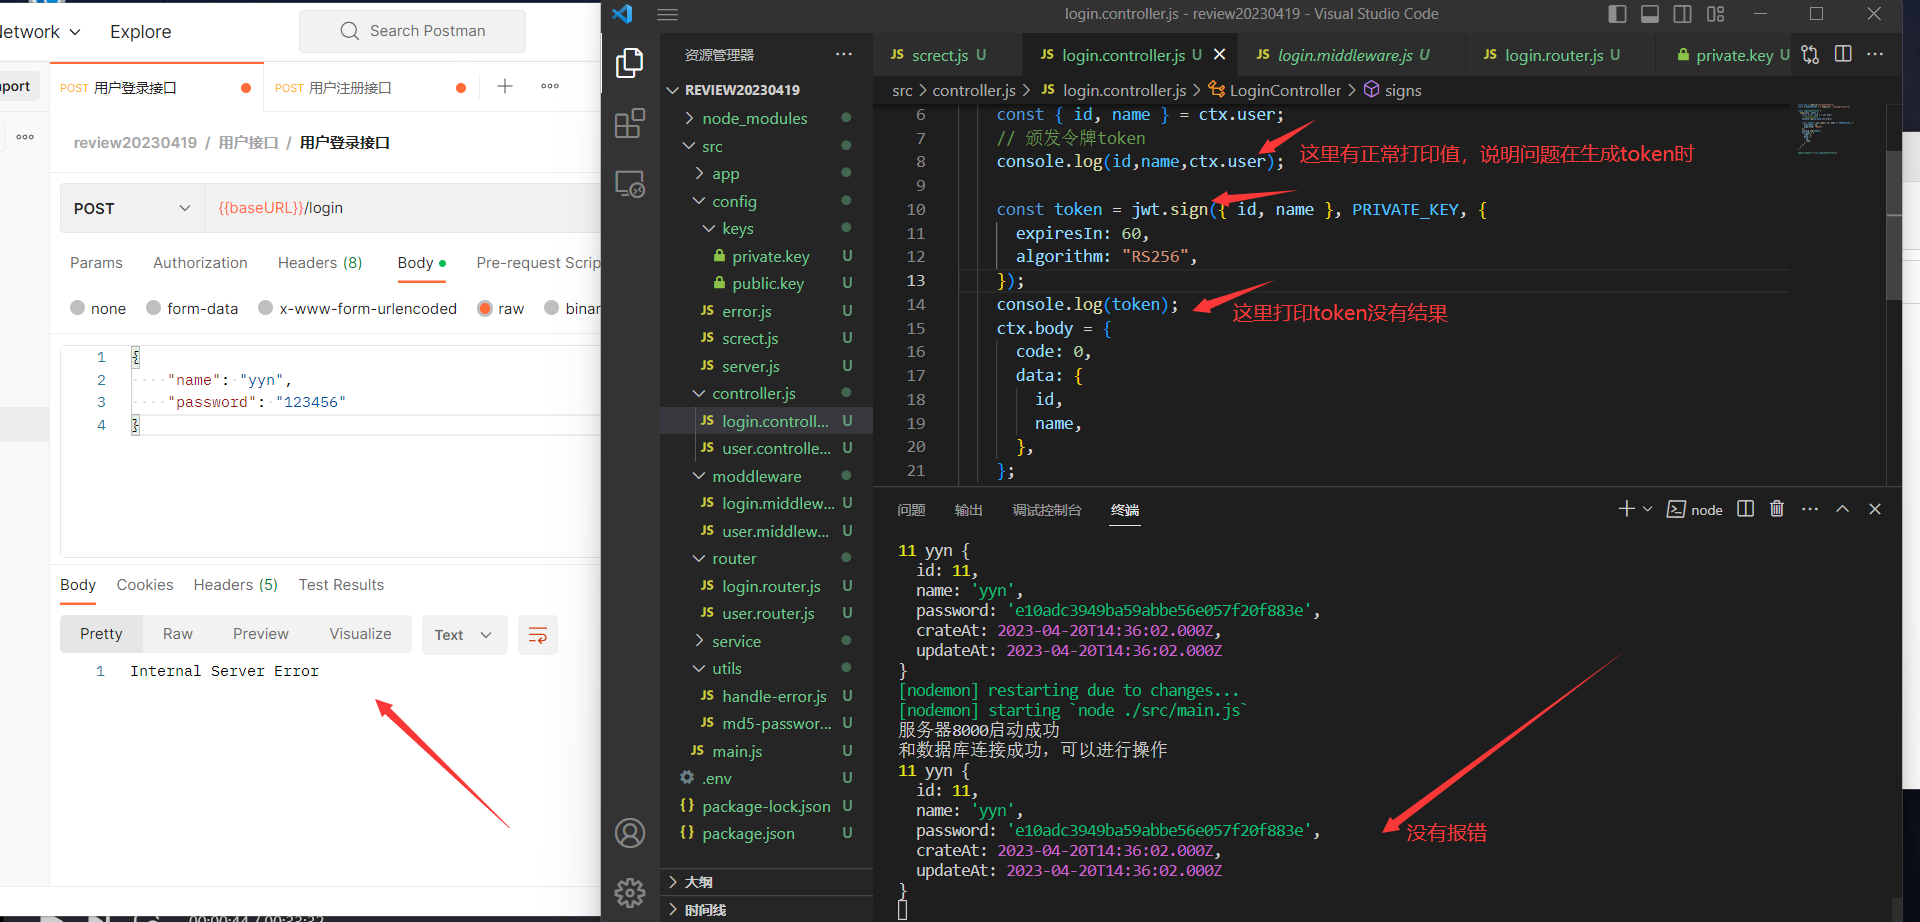 Network
Explore
Search Postman
POST 用户登录接口
POST 用户注册接口
review20230419 / 用户接口 / 用户登录接口
POST
{{baseURL}}/login
Params Authorization Headers (8) Body Pre-request Scrip
none form-data x-www-form-urlencoded raw binar
1 {
2 "name": "yyn",
3 "password": "123456"
4 }
Body Cookies Headers (5) Test Results
Pretty Raw Preview Visualize Text
1 Internal Server Error
login.controller.js - review20230419 - Visual Studio Code
资源管理器
REVIEW20230419
node_modules
src
app
config
keys
private.key U
public.key U
JS error.js U
JS screct.js U
JS server.js U
controller.js
JS login.controll... U
JS user.controlle... U
moddleware
JS login.middlew... U
JS user.middlew... U
router
JS login.router.js U
JS user.router.js U
service
utils
JS handle-error.js U
JS md5-passwor... U
JS main.js U
.env U
{} package-lock.json U
{} package.json U
大纲
时间线
JS screct.js U
JS login.controller.js U
JS login.middleware.js U
JS login.router.js U
private.key U
src > controller.js > JS login.controller.js > LoginController > signs
6 const { id, name } = ctx.user;
7 // 颁发令牌token
8 console.log(id,name,ctx.user);
这里有正常打印值，说明问题在生成token时
9
10 const token = jwt.sign({ id, name }, PRIVATE_KEY, {
11 expiresIn: 60,
12 algorithm: "RS256",
13 });
14 console.log(token);
这里打印token没有结果
15 ctx.body = {
16 code: 0,
17 data: {
18 id,
19 name,
20 },
21 };
问题 输出 调试控制台 终端
node
11 yyn {
id: 11,
name: 'yyn',
password: 'e10adc3949ba59abbe56e057f20f883e',
crateAt: 2023-04-20T14:36:02.000Z,
updateAt: 2023-04-20T14:36:02.000Z
}
[nodemon] restarting due to changes...
[nodemon] starting `node ./src/main.js`
服务器8000启动成功
和数据库连接成功，可以进行操作
11 yyn {
id: 11,
name: 'yyn',
password: 'e10adc3949ba59abbe56e057f20f883e',
没有报错
crateAt: 2023-04-20T14:36:02.000Z,
updateAt: 2023-04-20T14:36:02.000Z
}